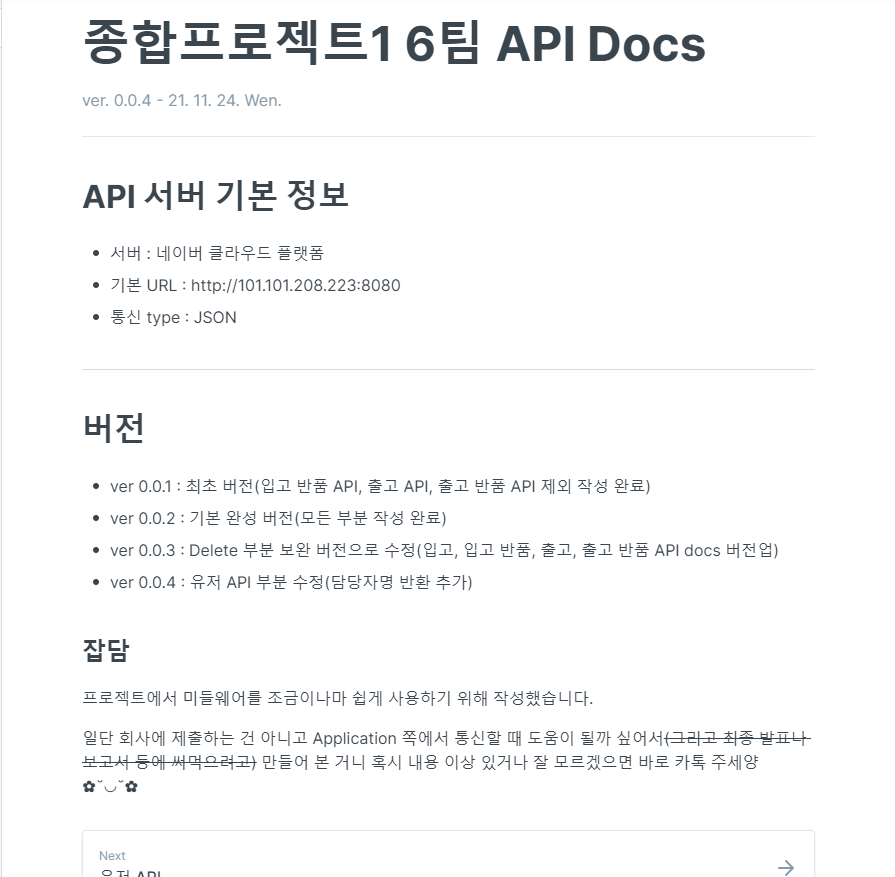 종합프로젝트1 6팀 API Docs
ver. 0.0.4 - 21. 11. 24. Wen.
API 서버 기본 정보
서버 : 네이버 클라우드 플랫폼
기본 URL : http://101.101.208.223:8080
통신 type : JSON
버전
ver 0.0.1 : 최초 버전(입고 반품 API, 출고 API, 출고 반품 API 제외 작성 완료)
ver 0.0.2 : 기본 완성 버전(모든 부분 작성 완료)
ver 0.0.3 : Delete 부분 보완 버전으로 수정(입고, 입고 반품, 출고, 출고 반품 API docs 버전업)
ver 0.0.4 : 유저 API 부분 수정(담당자명 반환 추가)
잡담
프로젝트에서 미들웨어를 조금이나마 쉽게 사용하기 위해 작성했습니다.
일단 회사에 제출하는 건 아니고 Application 쪽에서 통신할 때 도움이 될까 싶어서(그리고 최종 발표나
보고서 등에 써먹으려고) 만들어 본 거니 혹시 내용 이상 있거나 잘 모르겠으면 바로 카톡 주세양
✿˘◡˘✿
Next
유저 API